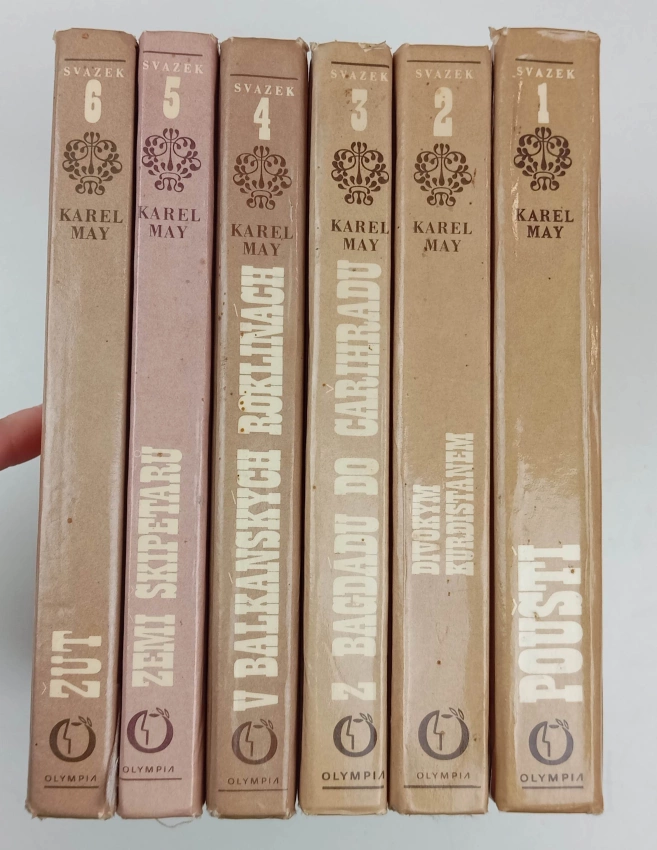 SVAZEK
6
KAREL
MAY
ŽUT
OLYMPIA
SVAZEK
5
KAREL
MAY
ZEMÍ SKIPETARŮ
OLYMPIA
SVAZEK
4
KAREL
MAY
V BALKÁNSKÝCH ROKLINÁCH
OLYMPIA
SVAZEK
3
KAREL
MAY
Z BAGDÁDU DO CAŘIHRADU
OLYMPIA
SVAZEK
2
KAREL
MAY
DIVOKÝM
KURDISTÁNEM
OLYMPIA
SVAZEK
1
KAREL
MAY
POUŠTÍ
OLYMPIA